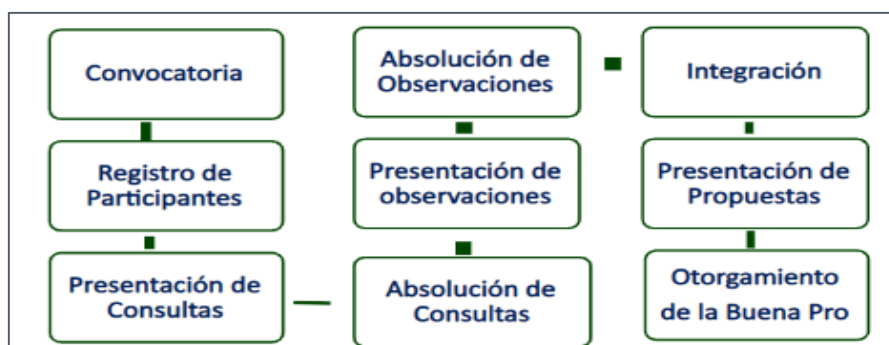 Convocatoria
Registro de
Participantes
Presentación de
Consultas
Absolución de
Consultas
Presentación de
observaciones
Absolución de
Observaciones
Integración
Presentación de
Propuestas
Otorgamiento
de la Buena Pro